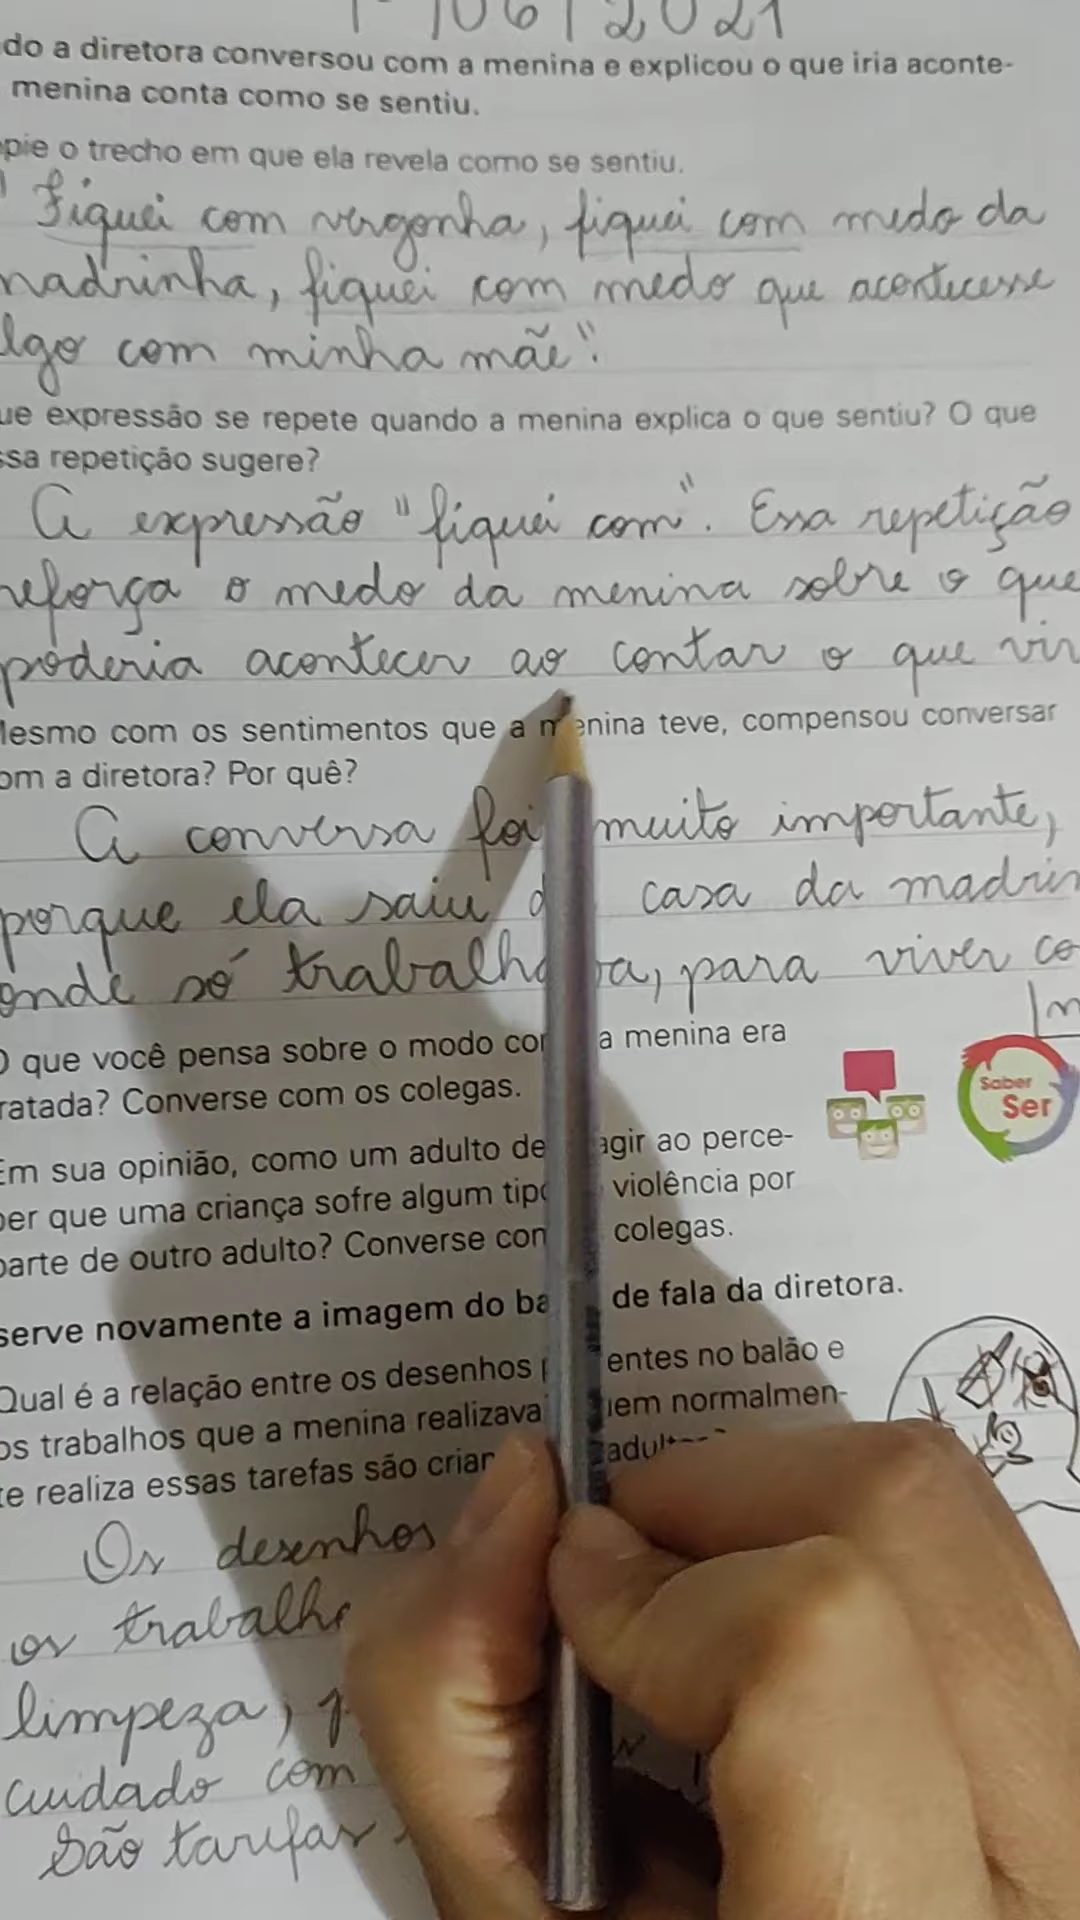 /06/2021
do a diretora conversou com a menina e explicou o que iria aconte-
menina conta como se sentiu.
pie o trecho em que ela revela como se sentiu.
" Fiquei com vergonha, fiquei com medo da
madrinha, fiquei com medo que acontecesse
lgo com minha mãe".
ue expressão se repete quando a menina explica o que sentiu? O que
ssa repetição sugere?
A expressão "fiquei com". Essa repetição
reforça o medo da menina sobre o que
poderia acontecer ao contar o que vi
Mesmo com os sentimentos que a menina teve, compensou conversar
om a diretora? Por quê?
A conversa foi muito importante,
porque ela saiu d casa da madri
onde só trabalha a, para viver co
O que você pensa sobre o modo co a menina era
ratada? Converse com os colegas.
Saber
Ser
Em sua opinião, como um adulto de agir ao perce-
ber que uma criança sofre algum tip violência por
parte de outro adulto? Converse co colegas.
serve novamente a imagem do ba de fala da diretora.
Qual é a relação entre os desenhos entes no balão e
os trabalhos que a menina realizava uem normalmen-
te realiza essas tarefas são crian adult
Os desenhos
os trabalh
limpeza,
cuidado com
São tarefas